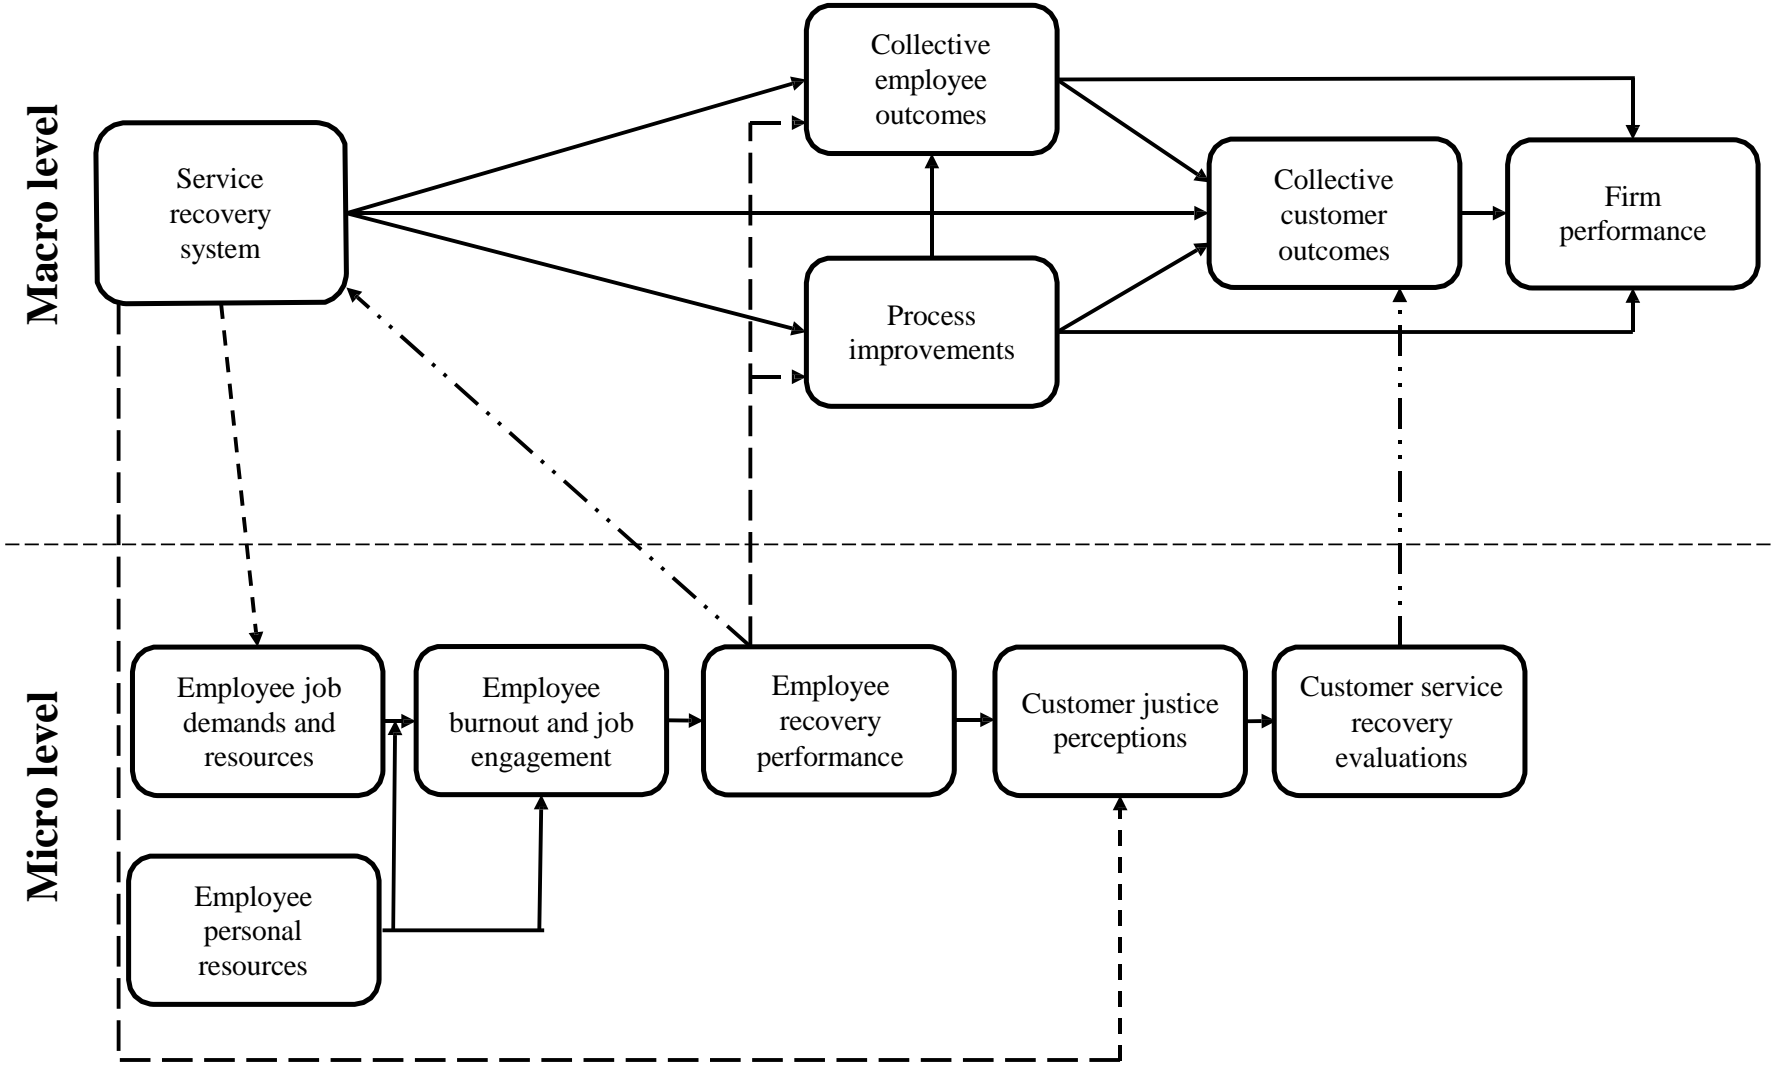 Macro level
Service
recovery
system
Collective
employee
outcomes
Process
improvements
Collective
customer
outcomes
Firm
performance
Micro level
Employee job
demands and
resources
Employee
burnout and job
engagement
Employee
recovery
performance
Customer justice
perceptions
Customer service
recovery
evaluations
Employee
personal
resources